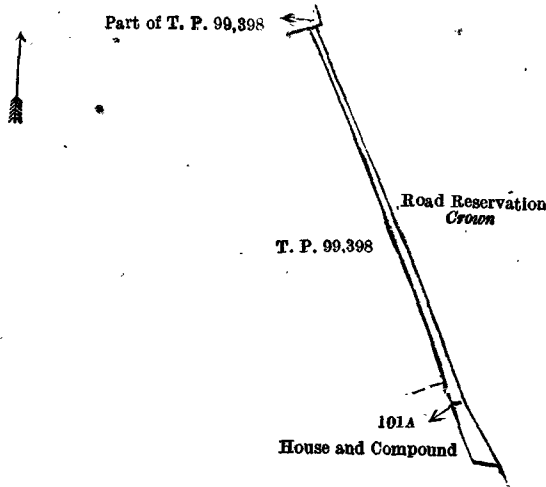 Part of T. P. 99,398
Road Reservation
Crown
T. P. 99,398
101A
House and Compound